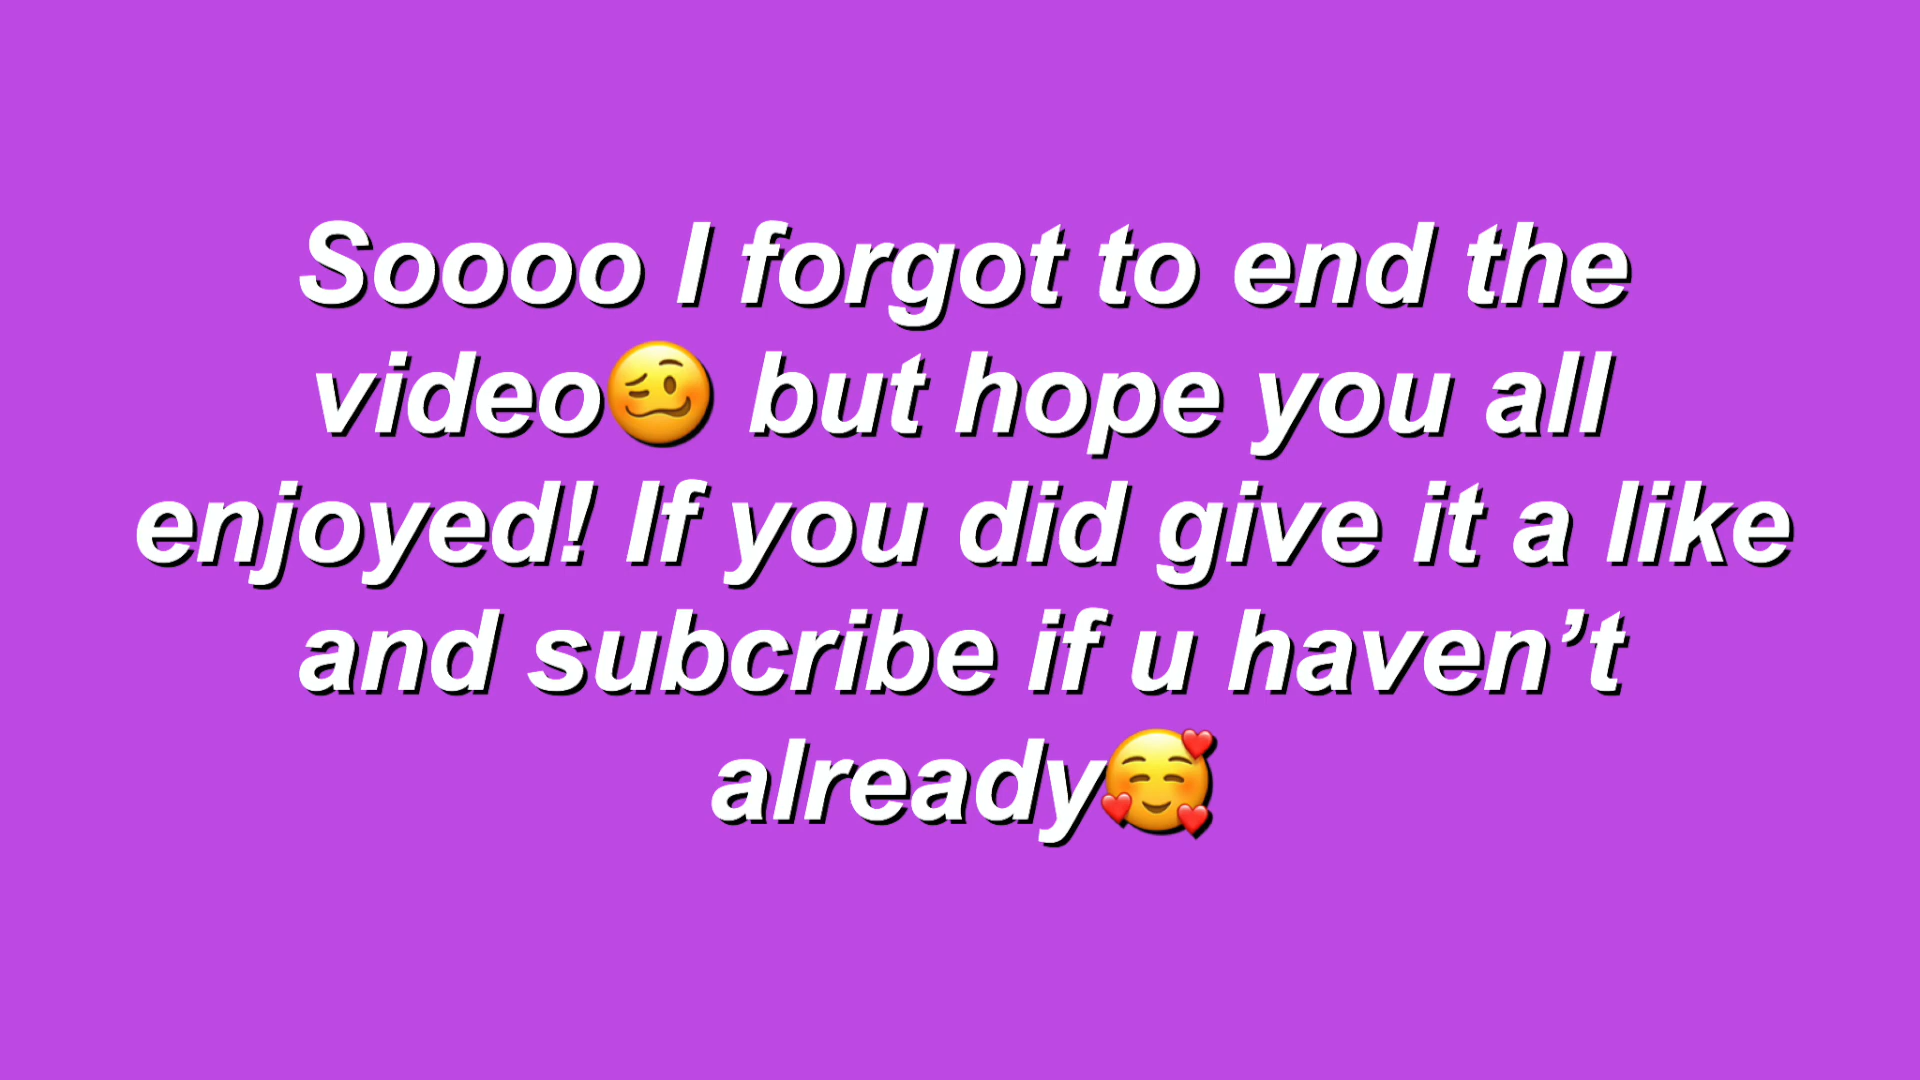 Soooo I forgot to end the
video🥴 but hope you all
enjoyed! If you did give it a like
and subcribe if u haven’t
already🥰